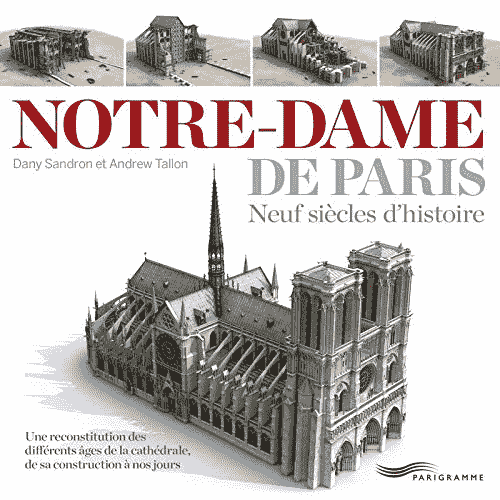 NOTRE-DAME
Dany Sandron et Andrew Tallon
DE PARIS
Neuf siècles d'histoire
Une reconstitution des
différents âges de la cathédrale,
de sa construction à nos jours
PARIGRAMME